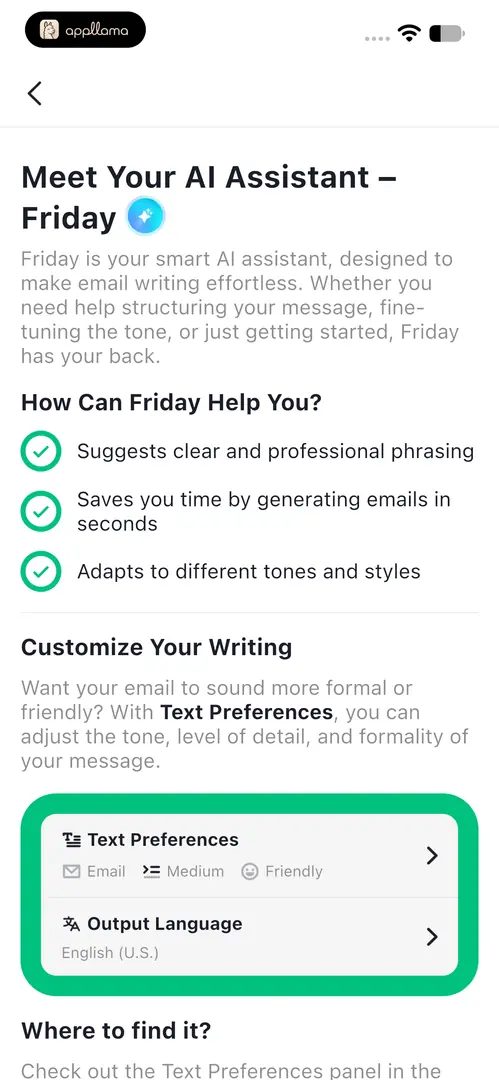 appllama
Meet Your AI Assistant –
Friday
Friday is your smart AI assistant, designed to
make email writing effortless. Whether you
need help structuring your message, fine-
tuning the tone, or just getting started, Friday
has your back.
How Can Friday Help You?
Suggests clear and professional phrasing
Saves you time by generating emails in
seconds
Adapts to different tones and styles
Customize Your Writing
Want your email to sound more formal or
friendly? With Text Preferences, you can
adjust the tone, level of detail, and formality of
your message.
Text Preferences
Email Medium Friendly
Output Language
English (U.S.)
Where to find it?
Check out the Text Preferences panel in the